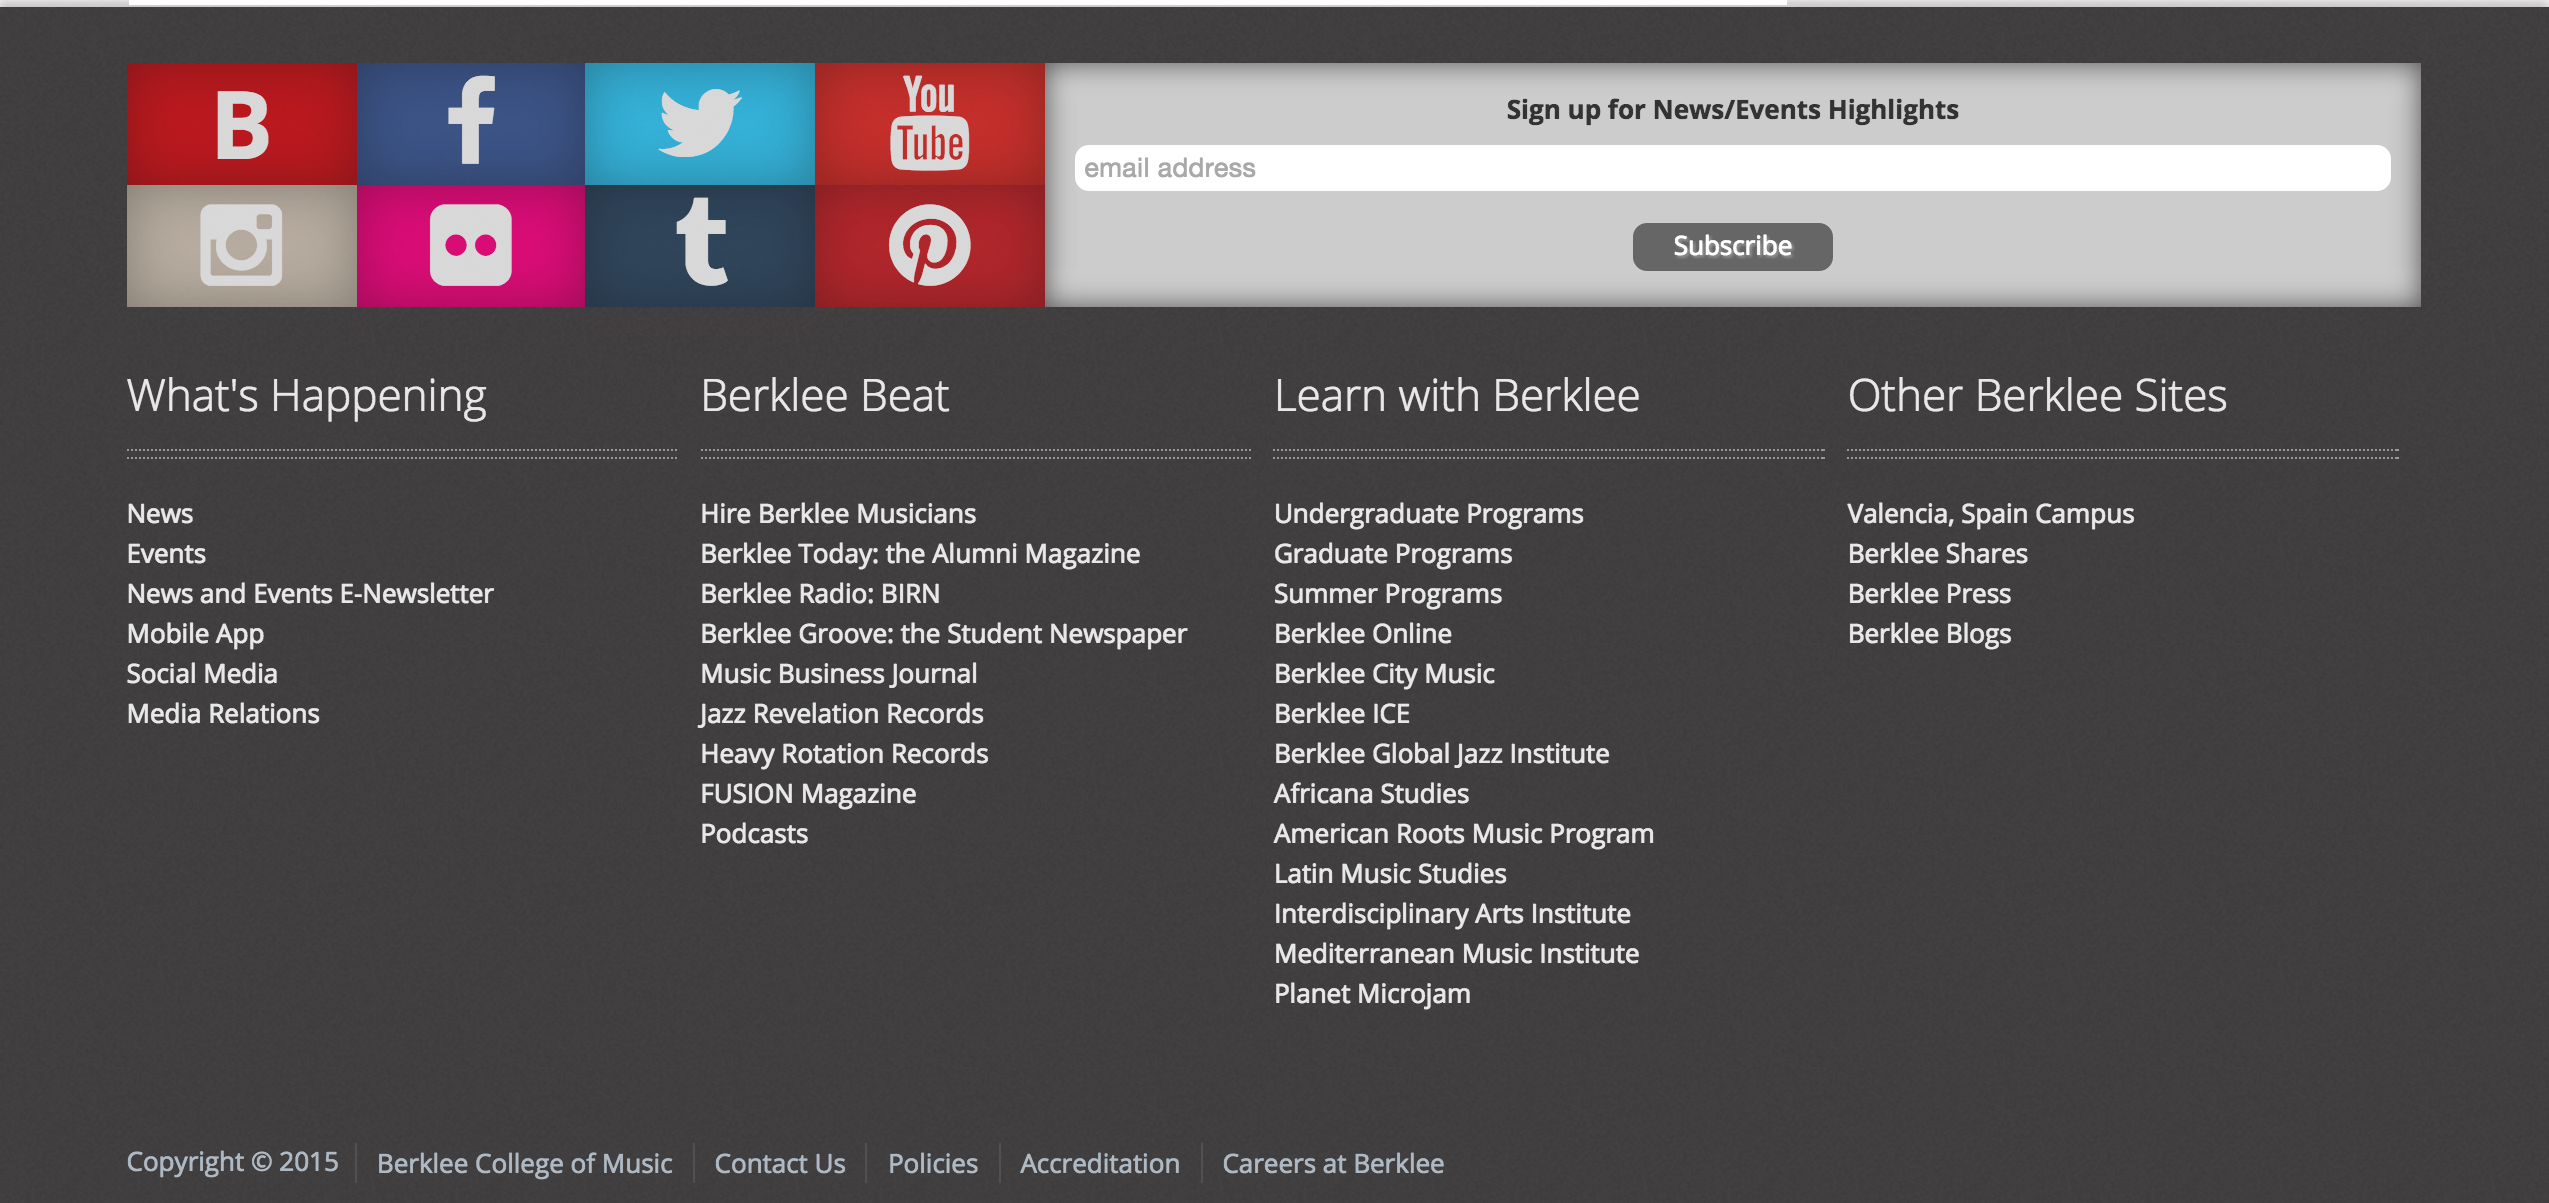 B
f
You
Tube
t
Sign up for News/Events Highlights
email address
Subscribe
What's Happening
News
Events
News and Events E-Newsletter
Mobile App
Social Media
Media Relations
Berklee Beat
Hire Berklee Musicians
Berklee Today: the Alumni Magazine
Berklee Radio: BIRN
Berklee Groove: the Student Newspaper
Music Business Journal
Jazz Revelation Records
Heavy Rotation Records
FUSION Magazine
Podcasts
Learn with Berklee
Undergraduate Programs
Graduate Programs
Summer Programs
Berklee Online
Berklee City Music
Berklee ICE
Berklee Global Jazz Institute
Africana Studies
American Roots Music Program
Latin Music Studies
Interdisciplinary Arts Institute
Mediterranean Music Institute
Planet Microjam
Other Berklee Sites
Valencia, Spain Campus
Berklee Shares
Berklee Press
Berklee Blogs
Copyright © 2015 Berklee College of Music Contact Us Policies Accreditation Careers at Berklee